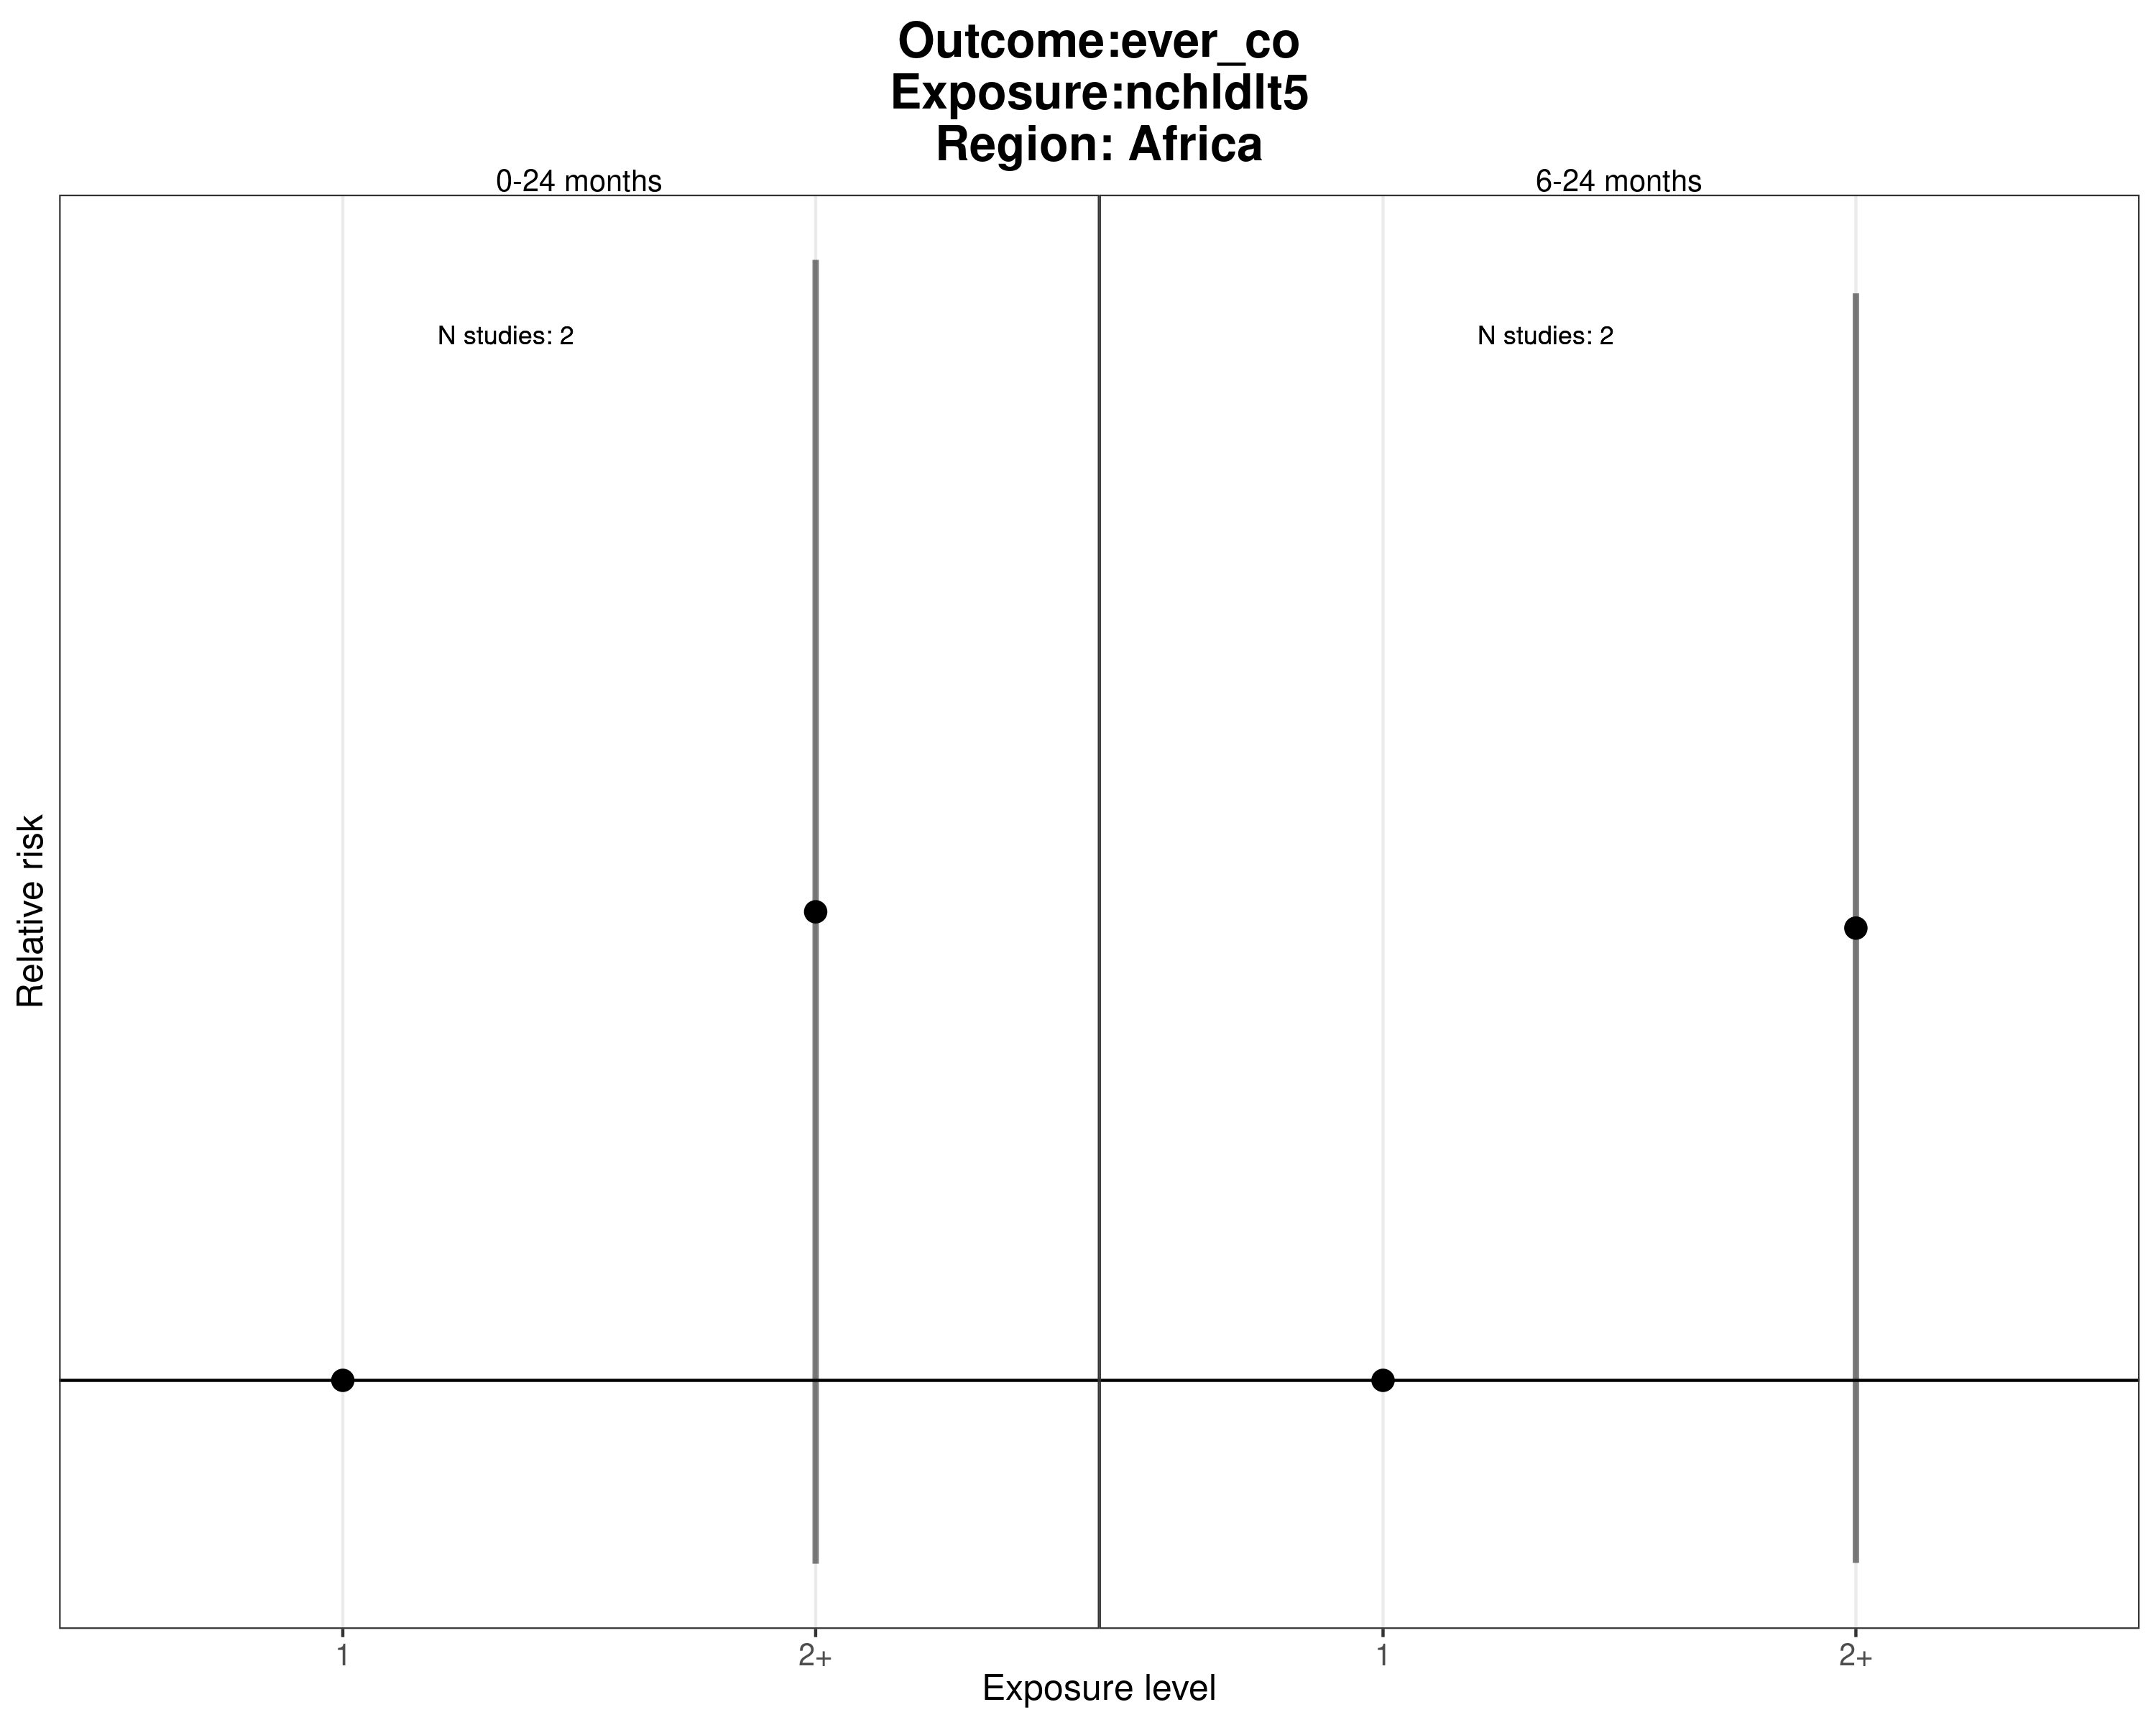 Outcome:ever_co
Exposure:nchldlt5
Region: Africa
0-24 months
6-24 months
N studies: 2
N studies: 2
Relative risk
1
2+
1
2+
Exposure level